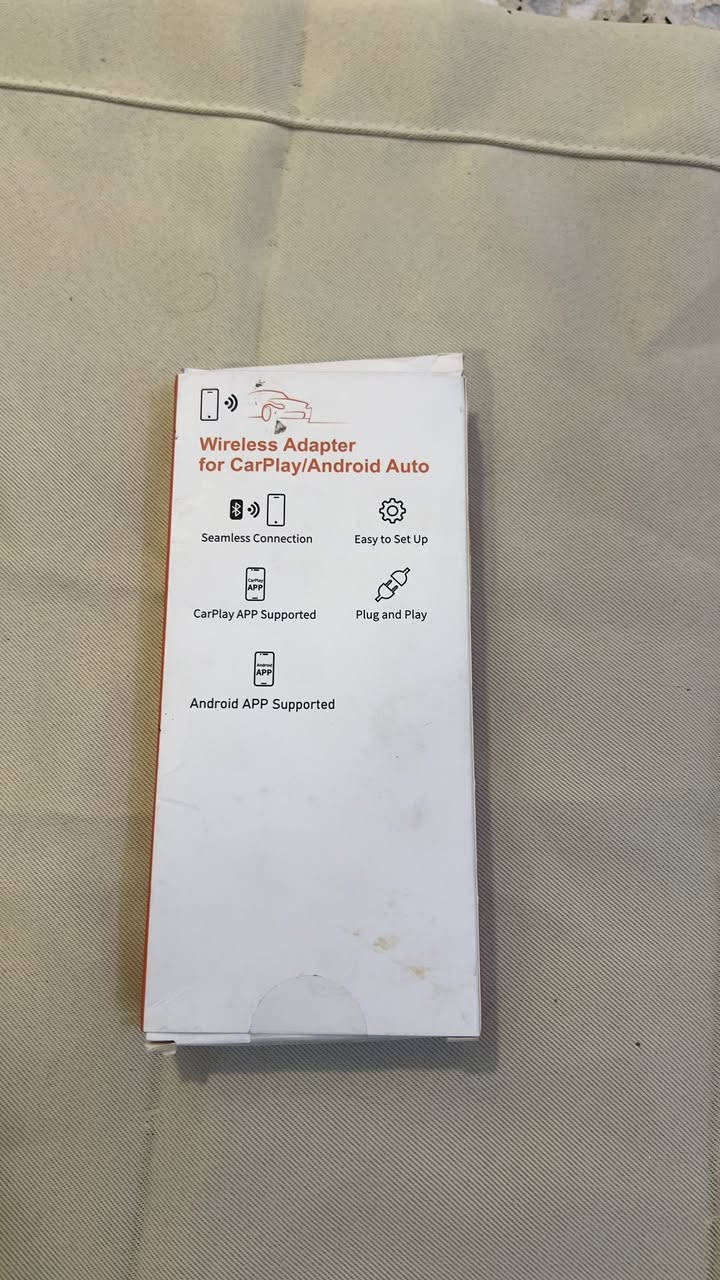 Wireless Adapter
for CarPlay/Android Auto
Seamless Connection
Easy to Set Up
CarPlay
APP
CarPlay APP Supported
Plug and Play
Android
APP
Android APP Supported